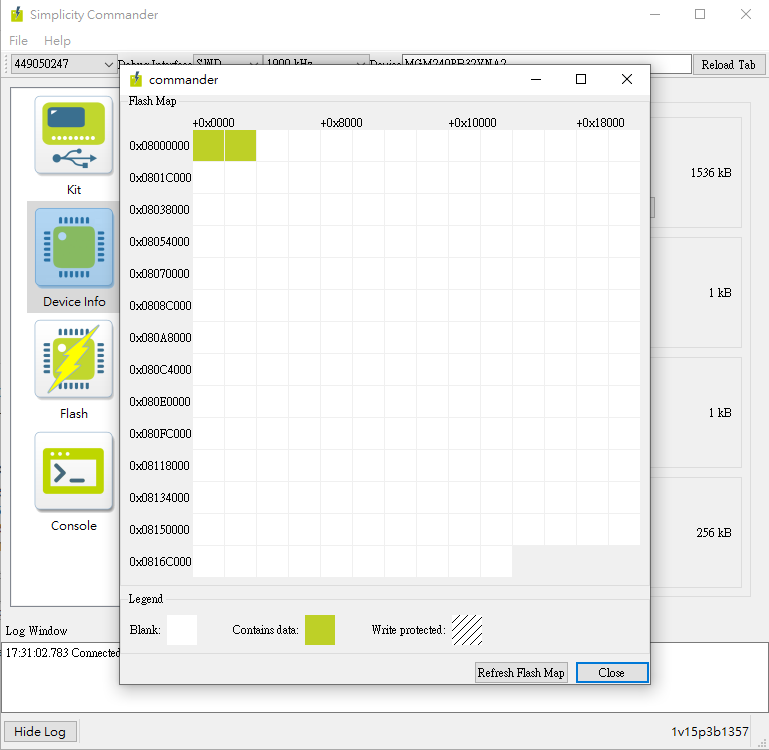 Simplicity Commander
File Help
449050247 Debug Interface SWD 1000 kHz Device MGM240PB32VNA2 Reload Tab
commander
Flash Map
+0x0000 +0x8000 +0x10000 +0x18000
0x08000000
0x0801C000
0x08038000
0x08054000
0x08070000
0x0808C000
0x080A8000
0x080C4000
0x080E0000
0x080FC000
0x08118000
0x08134000
0x08150000
0x0816C000
Legend
Blank: Contains data: Write protected:
Refresh Flash Map Close
Kit
Device Info
Flash
Console
1536 kB
1 kB
1 kB
256 kB
Log Window
17:31:02.783 Connected
Hide Log 1v15p3b1357